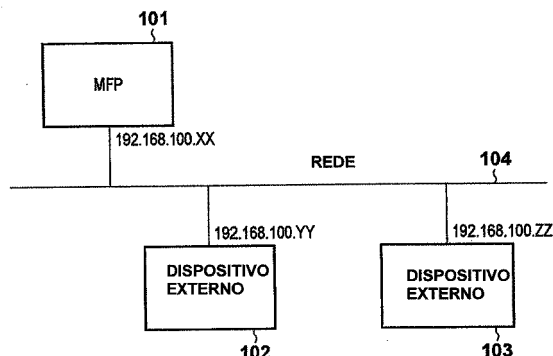 101
MFP
192.168.100.XX
REDE
104
192.168.100.YY
192.168.100.ZZ
DISPOSITIVO
EXTERNO
DISPOSITIVO
EXTERNO
102
103